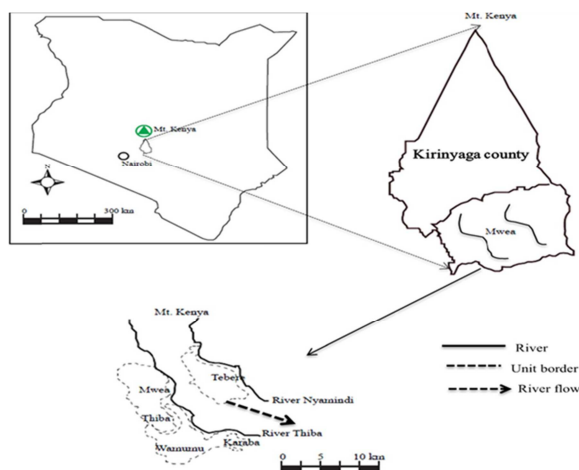 Mt. Kenya
Mt. Kenya
Nairobi
N
0 300 km
Kirinyaga county
Mwea
Mt. Kenya
Tebere
Mwea
River Nyamindi
Thiba
River Thiba
Wamumu
Karaba
0 5 10 km
River
Unit border
River flow